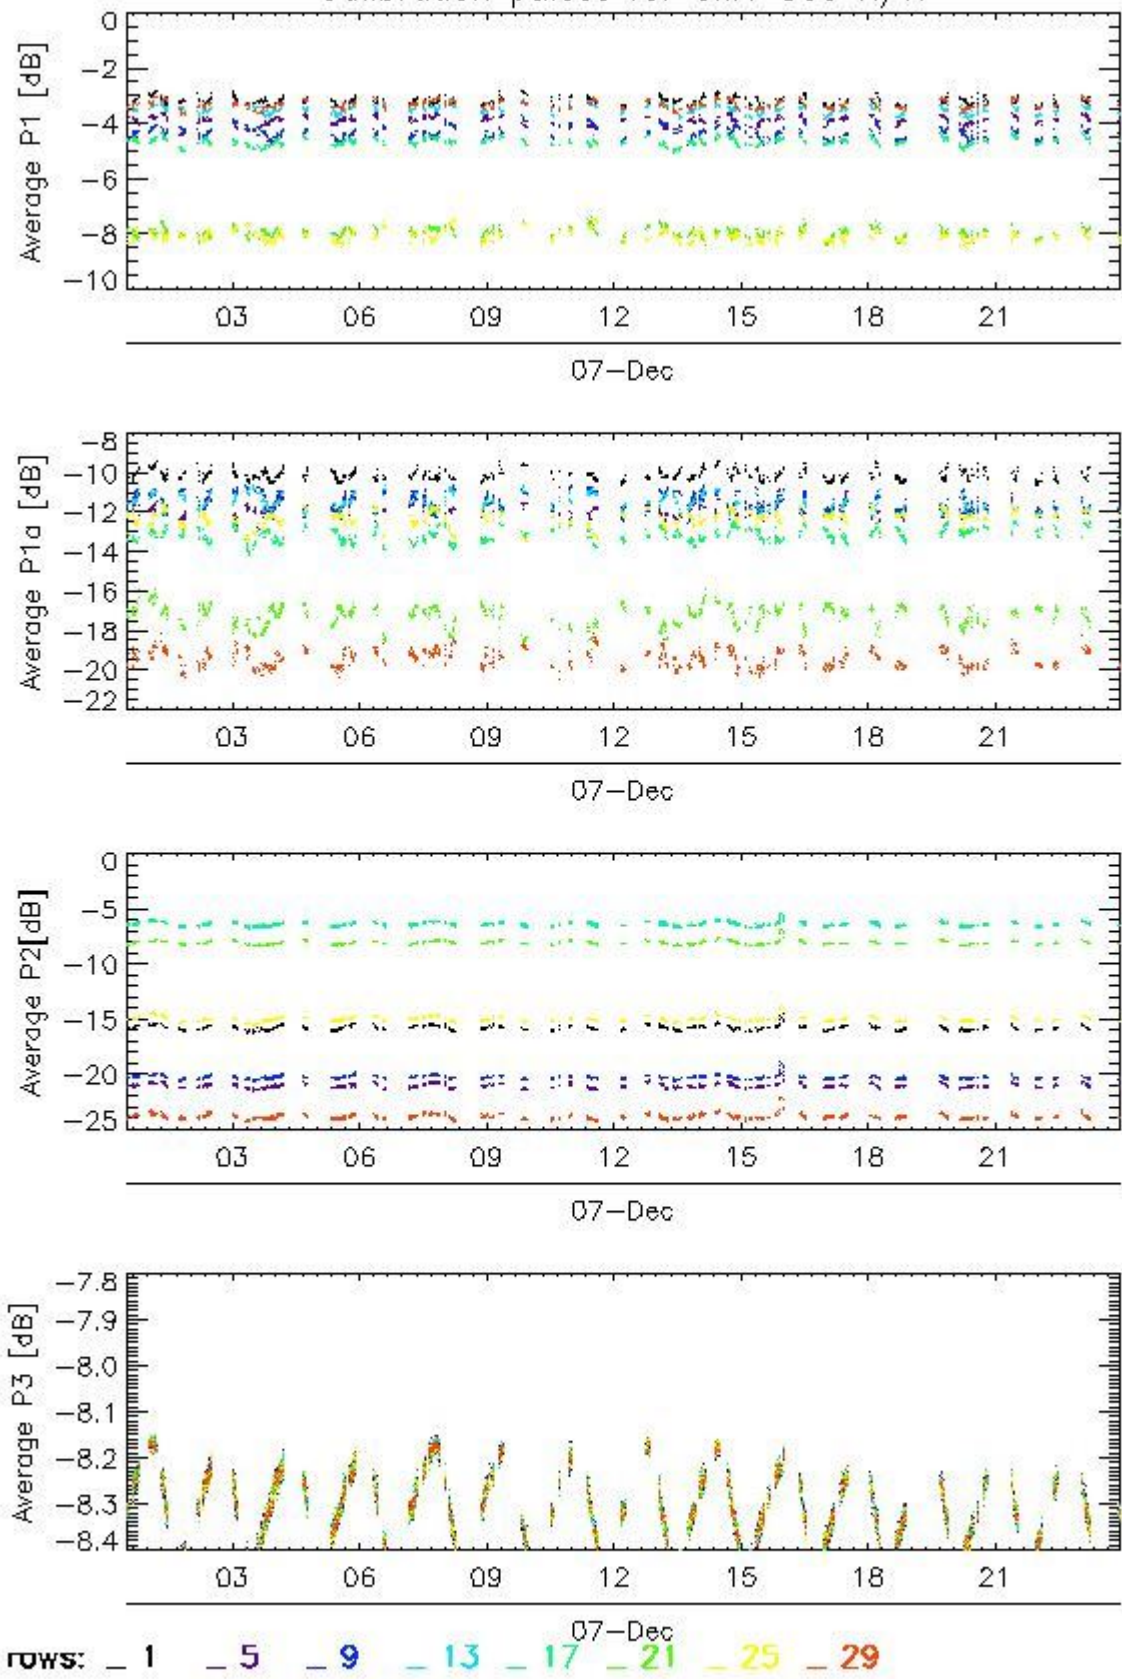 0
−2
−4
−6
−8
−10
Average P1 [dB]
03 06 09 12 15 18 21
07−Dec
−8
−10
−12
−14
−16
−18
−20
−22
Average P1a [dB]
03 06 09 12 15 18 21
07−Dec
0
−5
−10
−15
−20
−25
Average P2[dB]
03 06 09 12 15 18 21
07−Dec
−7.8
−7.9
−8.0
−8.1
−8.2
−8.3
−8.4
Average P3 [dB]
03 06 09 12 15 18 21
07−Dec
rows: _ 1 _ 5 _ 9 _ 13 _ 17 _ 21 _ 25 _ 29